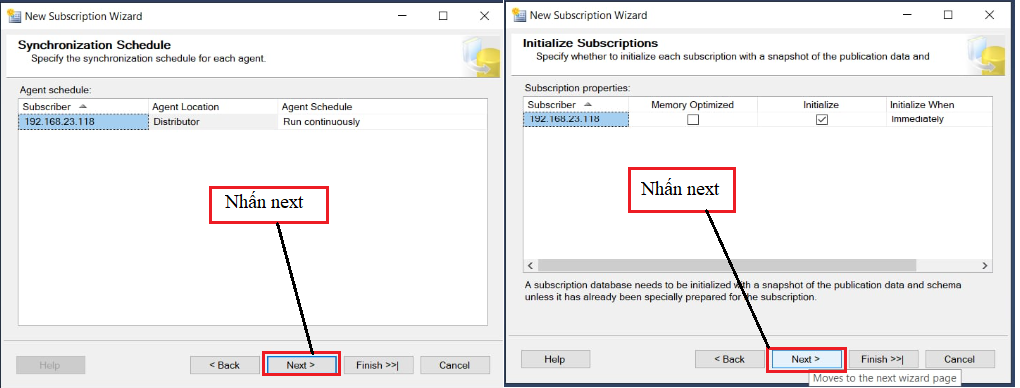 New Subscription Wizard
Synchronization Schedule
Specify the synchronization schedule for each agent.
Agent schedule:
Subscriber Agent Location Agent Schedule
192.168.23.118 Distributor Run continuously
Nhấn next
Help < Back Next > Finish >>| Cancel
New Subscription Wizard
Initialize Subscriptions
Specify whether to initialize each subscription with a snapshot of the publication data and
Subscription properties:
Subscriber Memory Optimized Initialize Initialize When
192.168.23.118 Immediately
Nhấn next
A subscription database needs to be initialized with a snapshot of the publication data and schema
unless it has already been specially prepared for the subscription.
Help < Back Next > Finish >>| Cancel
Moves to the next wizard page